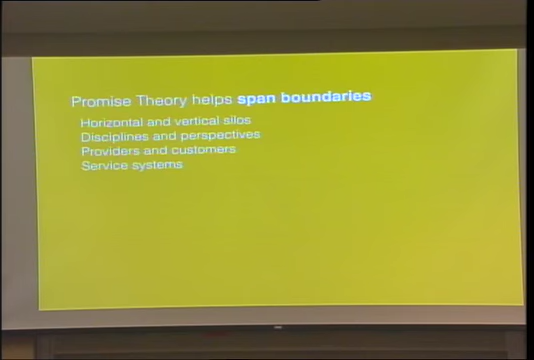 Promise Theory helps span boundaries
Horizontal and vertical silos
Disciplines and perspectives
Providers and customers
Service systems